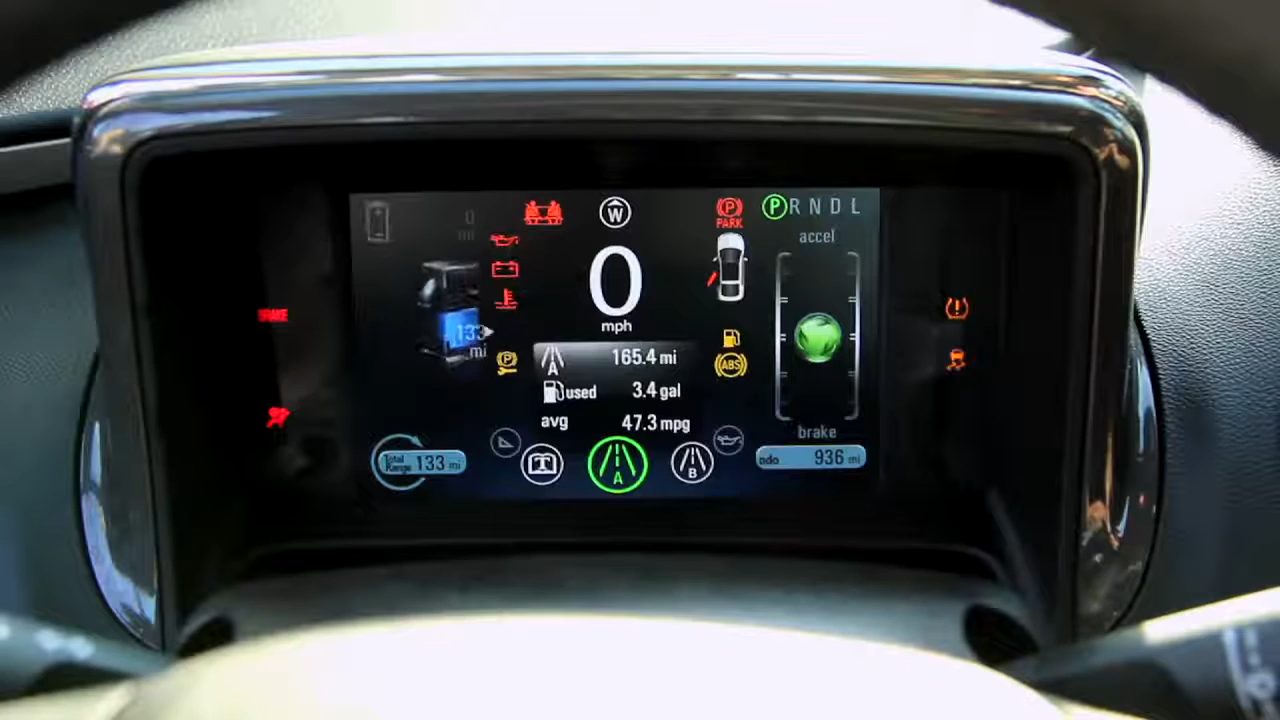 W
PARK
P R N D L
accel
0
mph
BRAKE
133
mi
A
165.4 mi
used
3.4 gal
ABS
avg
47.3 mpg
brake
Total
Range
133 mi
A
B
odo
936 mi